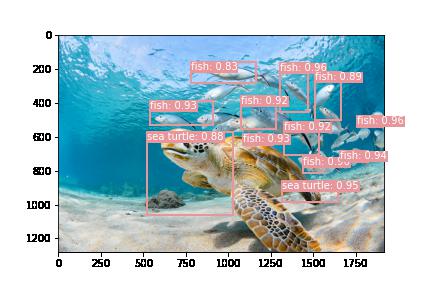 0
200
400
600
800
1000
1200
0
250
500
750
1000
1250
1500
1750
fish: 0.83
fish: 0.96
fish: 0.89
fish: 0.93
fish: 0.92
fish: 0.96
fish: 0.92
sea turtle: 0.88
fish: 0.93
fish: 0.94
sea turtle: 0.95